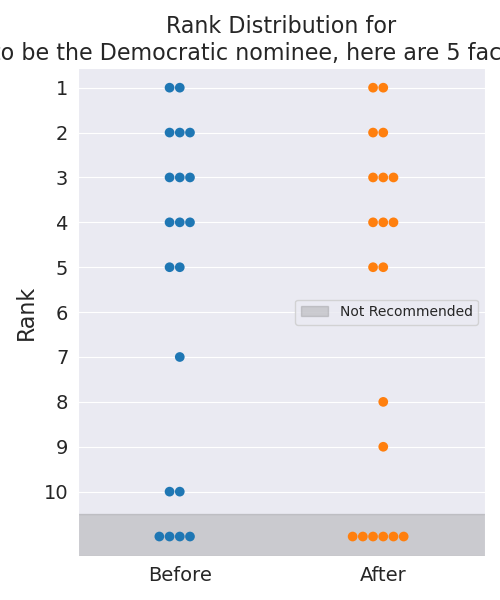 Rank Distribution for
o be the Democratic nominee, here are 5 fac
1
2
3
4
5
6
7
8
9
10
Rank
Not Recommended
Before
After